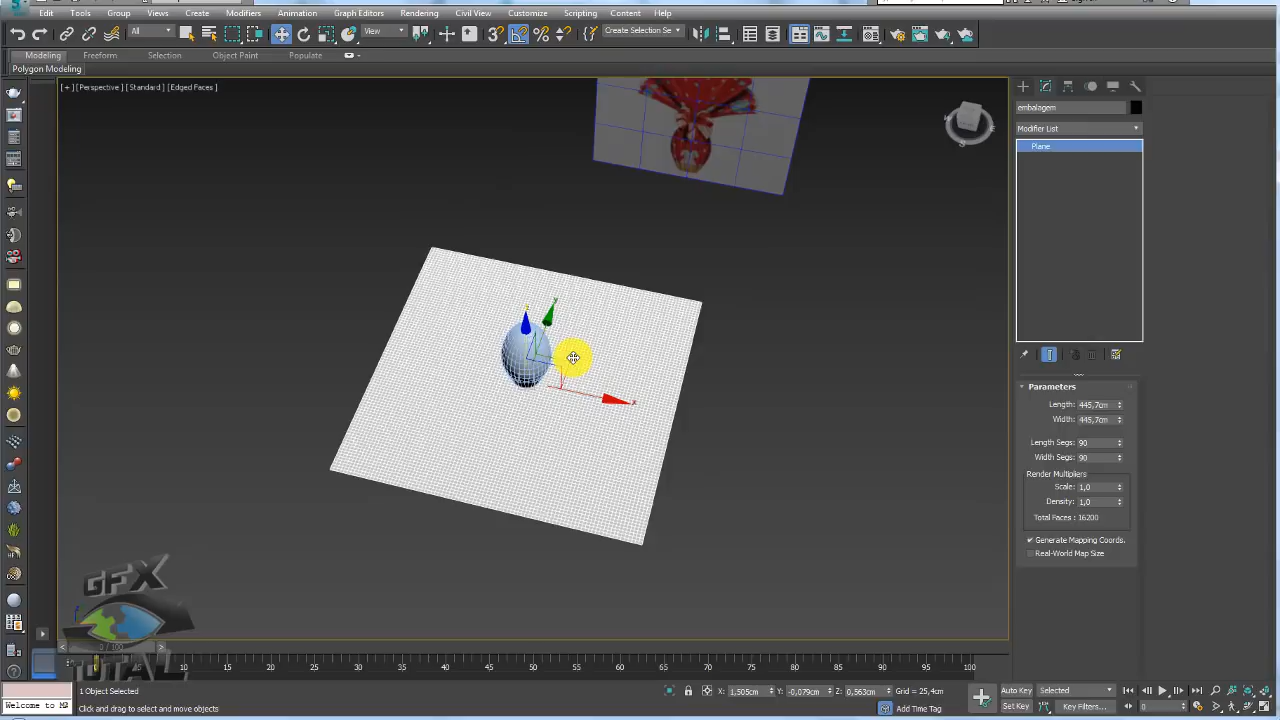 Edit Tools Group Views Create Modifiers Animation Graph Editors Rendering Civil View Customize Scripting Content Help
All View Create Selection Se
Modeling Freeform Selection Object Paint Populate
Polygon Modeling
[+] [Perspective] [Standard] [Edged Faces]
embalagem
Modifier List
Plane
Parameters
Length: 445,7cm
Width: 445,7cm
Length Segs: 90
Width Segs: 90
Render Multipliers
Scale: 1,0
Density: 1,0
Total Faces: 16200
Generate Mapping Coords.
Real-World Map Size
GFX
TOTAL
0 / 100
10 15 20 25 30 35 40 45 50 55 60 65 70 75 80 85 90 95 100
1 Object Selected X: 1,505cm Y: -0,079cm Z: 0,563cm Grid = 25,4cm Auto Key Selected
Welcome to MA Click and drag to select and move objects Add Time Tag Set Key Key Filters... 0